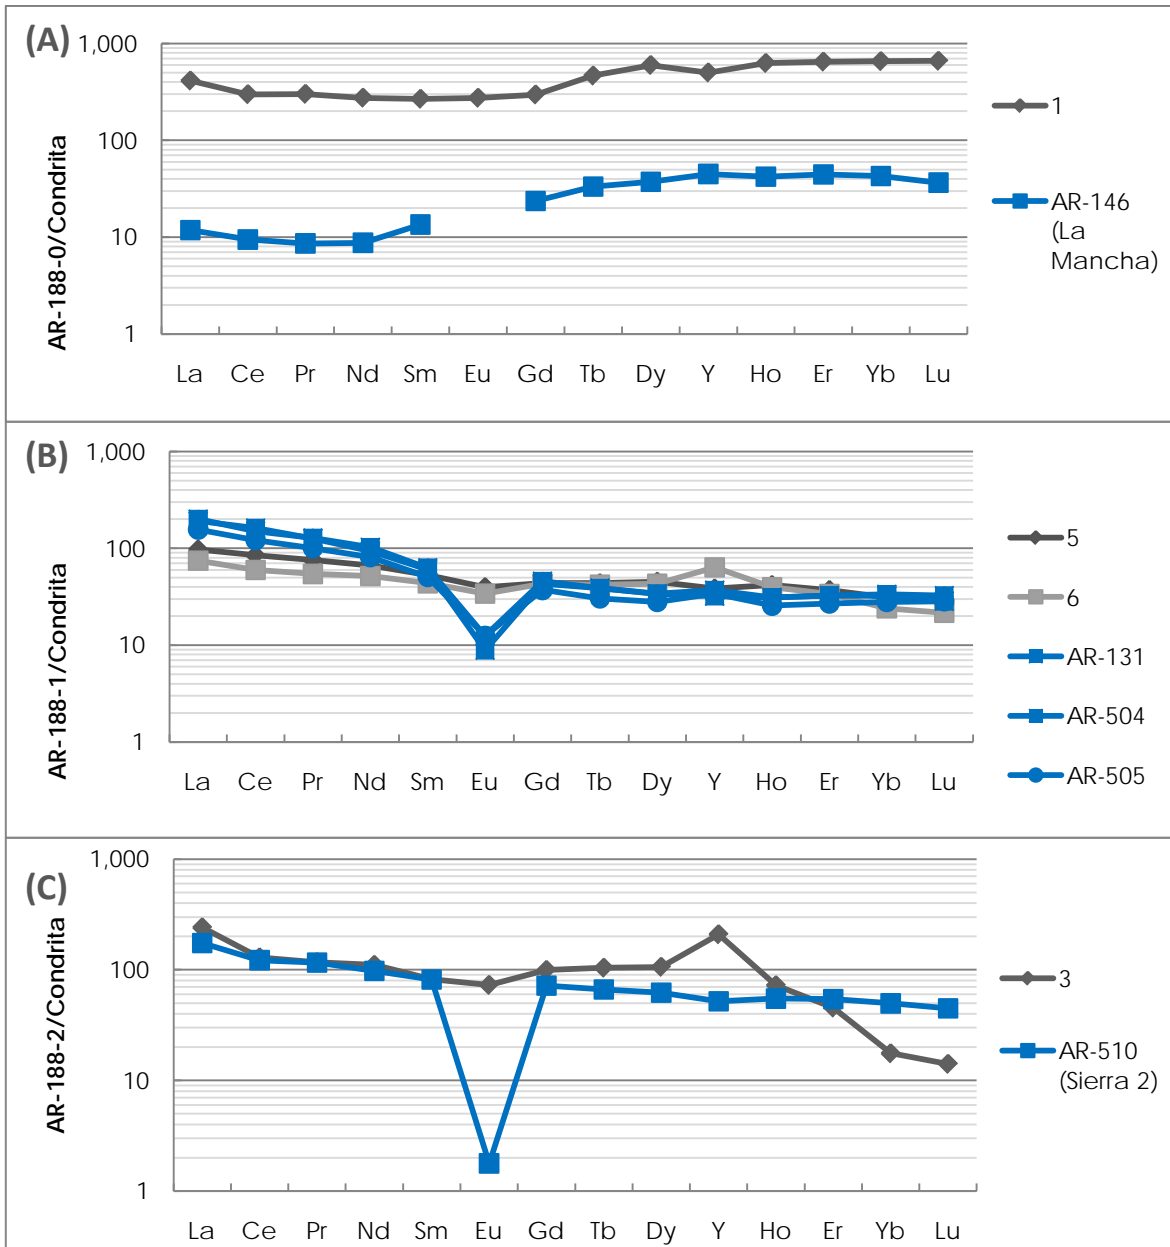 (A)
AR-188-0/Condrita
1,000
100
10
1
La Ce Pr Nd Sm Eu Gd Tb Dy Y Ho Er Yb Lu
1
AR-146
(La
Mancha)
(B)
AR-188-1/Condrita
1,000
100
10
1
La Ce Pr Nd Sm Eu Gd Tb Dy Y Ho Er Yb Lu
5
6
AR-131
AR-504
AR-505
(C)
AR-188-2/Condrita
1,000
100
10
1
La Ce Pr Nd Sm Eu Gd Tb Dy Y Ho Er Yb Lu
3
AR-510
(Sierra 2)